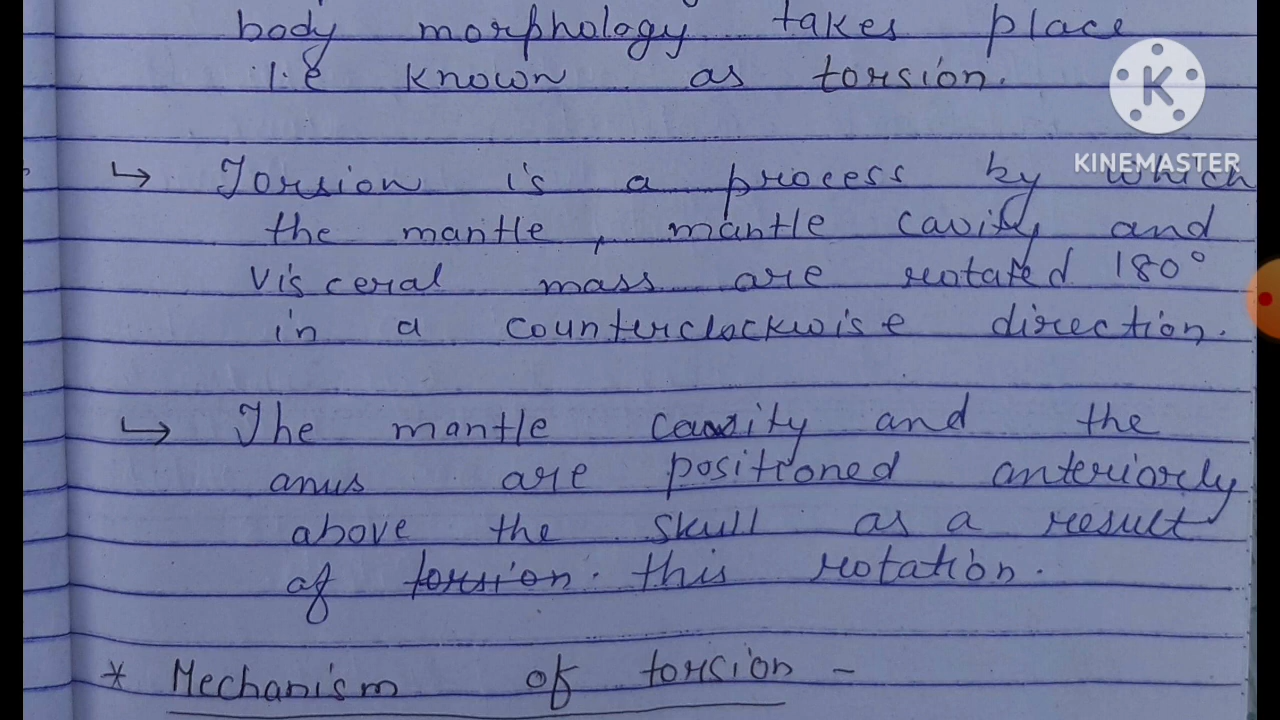 body morphology takes place
i.e known as torsion.
K
KINEMASTER
↳ Torsion is a process by which
the mantle, mantle cavity and
visceral mass are rotated 180°
in a counterclockwise direction.
↳ The mantle cavity and the
anus are positioned anteriorly
above the skull as a result
of torsion. this rotation.
* Mechanism of torsion -